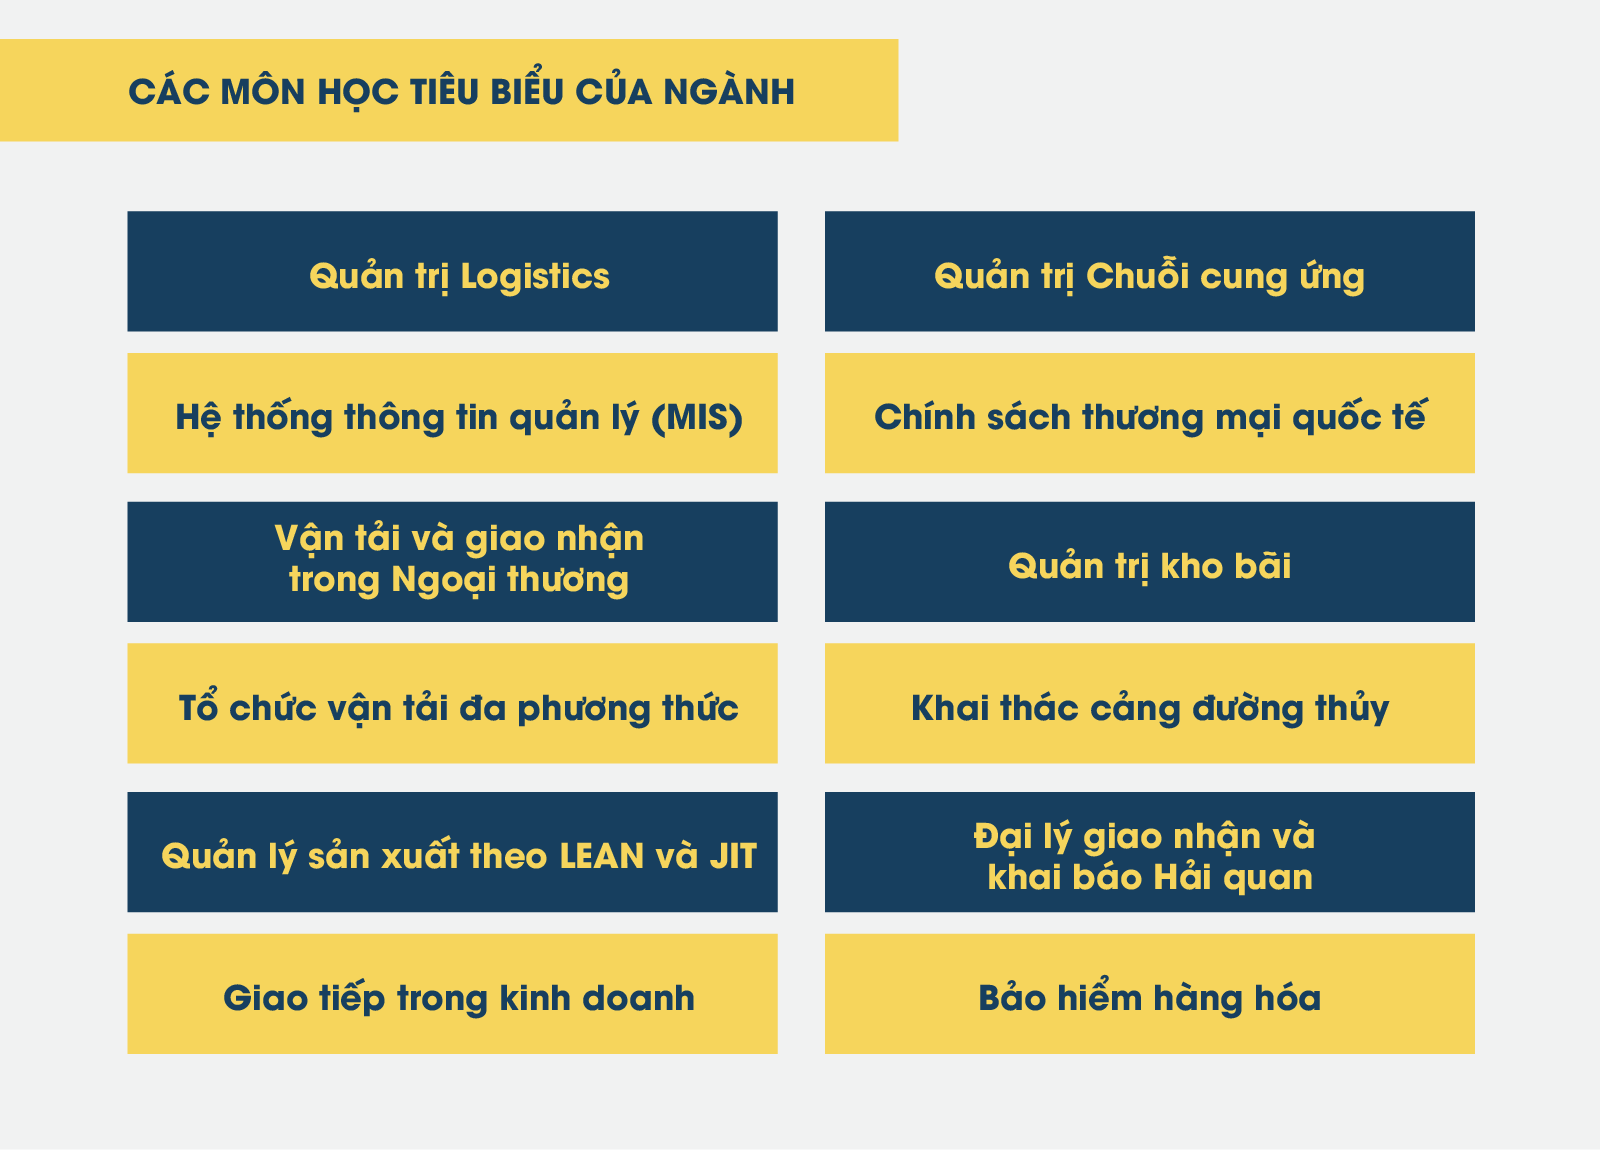 CÁC MÔN HỌC TIÊU BIỂU CỦA NGÀNH
Quản trị Logistics
Quản trị Chuỗi cung ứng
Hệ thống thông tin quản lý (MIS)
Chính sách thương mại quốc tế
Vận tải và giao nhận
trong Ngoại thương
Quản trị kho bãi
Tổ chức vận tải đa phương thức
Khai thác cảng đường thủy
Quản lý sản xuất theo LEAN và JIT
Đại lý giao nhận và
khai báo Hải quan
Giao tiếp trong kinh doanh
Bảo hiểm hàng hóa